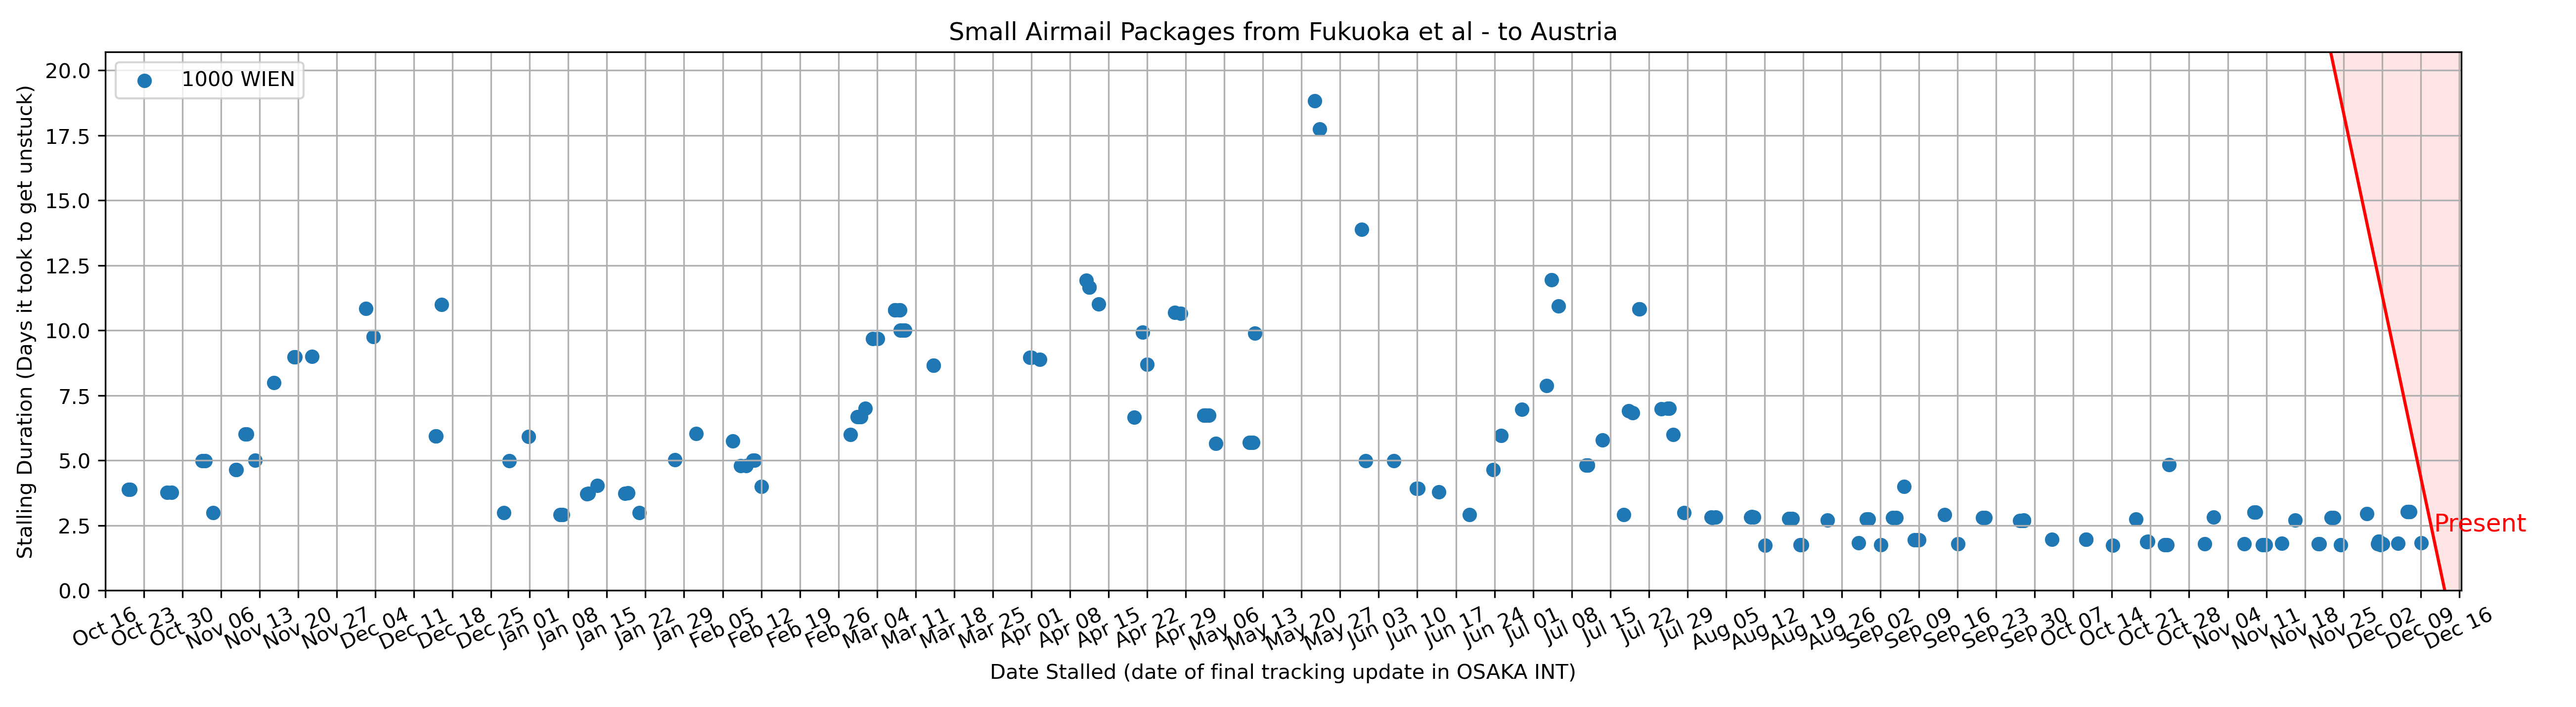 Small Airmail Packages from Fukuoka et al - to Austria
1000 WIEN
Stalling Duration (Days it took to get unstuck)
20.0
17.5
15.0
12.5
10.0
7.5
5.0
2.5
0.0
Present
Oct 16 Oct 23 Oct 30 Nov 06 Nov 13 Nov 20 Nov 27 Dec 04 Dec 11 Dec 18 Dec 25 Jan 01 Jan 08 Jan 15 Jan 22 Jan 29 Feb 05 Feb 12 Feb 19 Feb 26 Mar 04 Mar 11 Mar 18 Mar 25 Apr 01 Apr 08 Apr 15 Apr 22 Apr 29 May 06 May 13 May 20 May 27 Jun 03 Jun 10 Jun 17 Jun 24 Jul 01 Jul 08 Jul 15 Jul 22 Jul 29 Aug 05 Aug 12 Aug 19 Aug 26 Sep 02 Sep 09 Sep 16 Sep 23 Sep 30 Oct 07 Oct 14 Oct 21 Oct 28 Nov 04 Nov 11 Nov 18 Nov 25 Dec 02 Dec 09 Dec 16
Date Stalled (date of final tracking update in OSAKA INT)